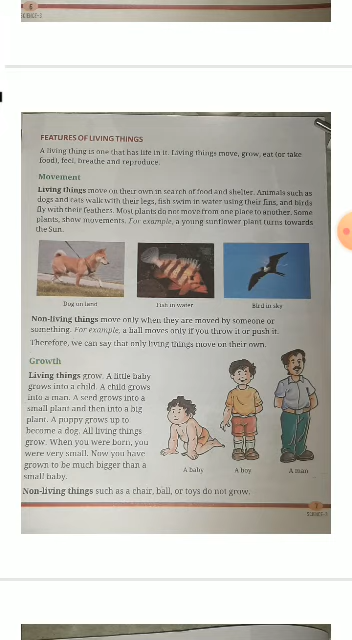 6
SCIENCE-3
FEATURES OF LIVING THINGS
A living thing is one that has life in it. Living things move, grow, eat (or take
food), feel, breathe and reproduce.
Movement
Living things move on their own in search of food and shelter. Animals such as
dogs and cats walk with their legs, fish swim in water using their fins, and birds
fly with their feathers. Most plants do not move from one place to another. Some
plants, show movements. For example, a young sunflower plant turns towards
the Sun.
Dog on land
Fish in water
Bird in sky
Non-living things move only when they are moved by someone or
something. For example, a ball moves only if you throw it or push it.
Therefore, we can say that only living things move on their own.
Growth
Living things grow. A little baby
grows into a child. A child grows
into a man. A seed grows into a
small plant and then into a big
plant. A puppy grows up to
become a dog. All living things
grow. When you were born, you
were very small. Now you have
grown to be much bigger than a
small baby.
A baby
A boy
A man
Non-living things such as a chair, ball, or toys do not grow.
7
SCIENCE-3